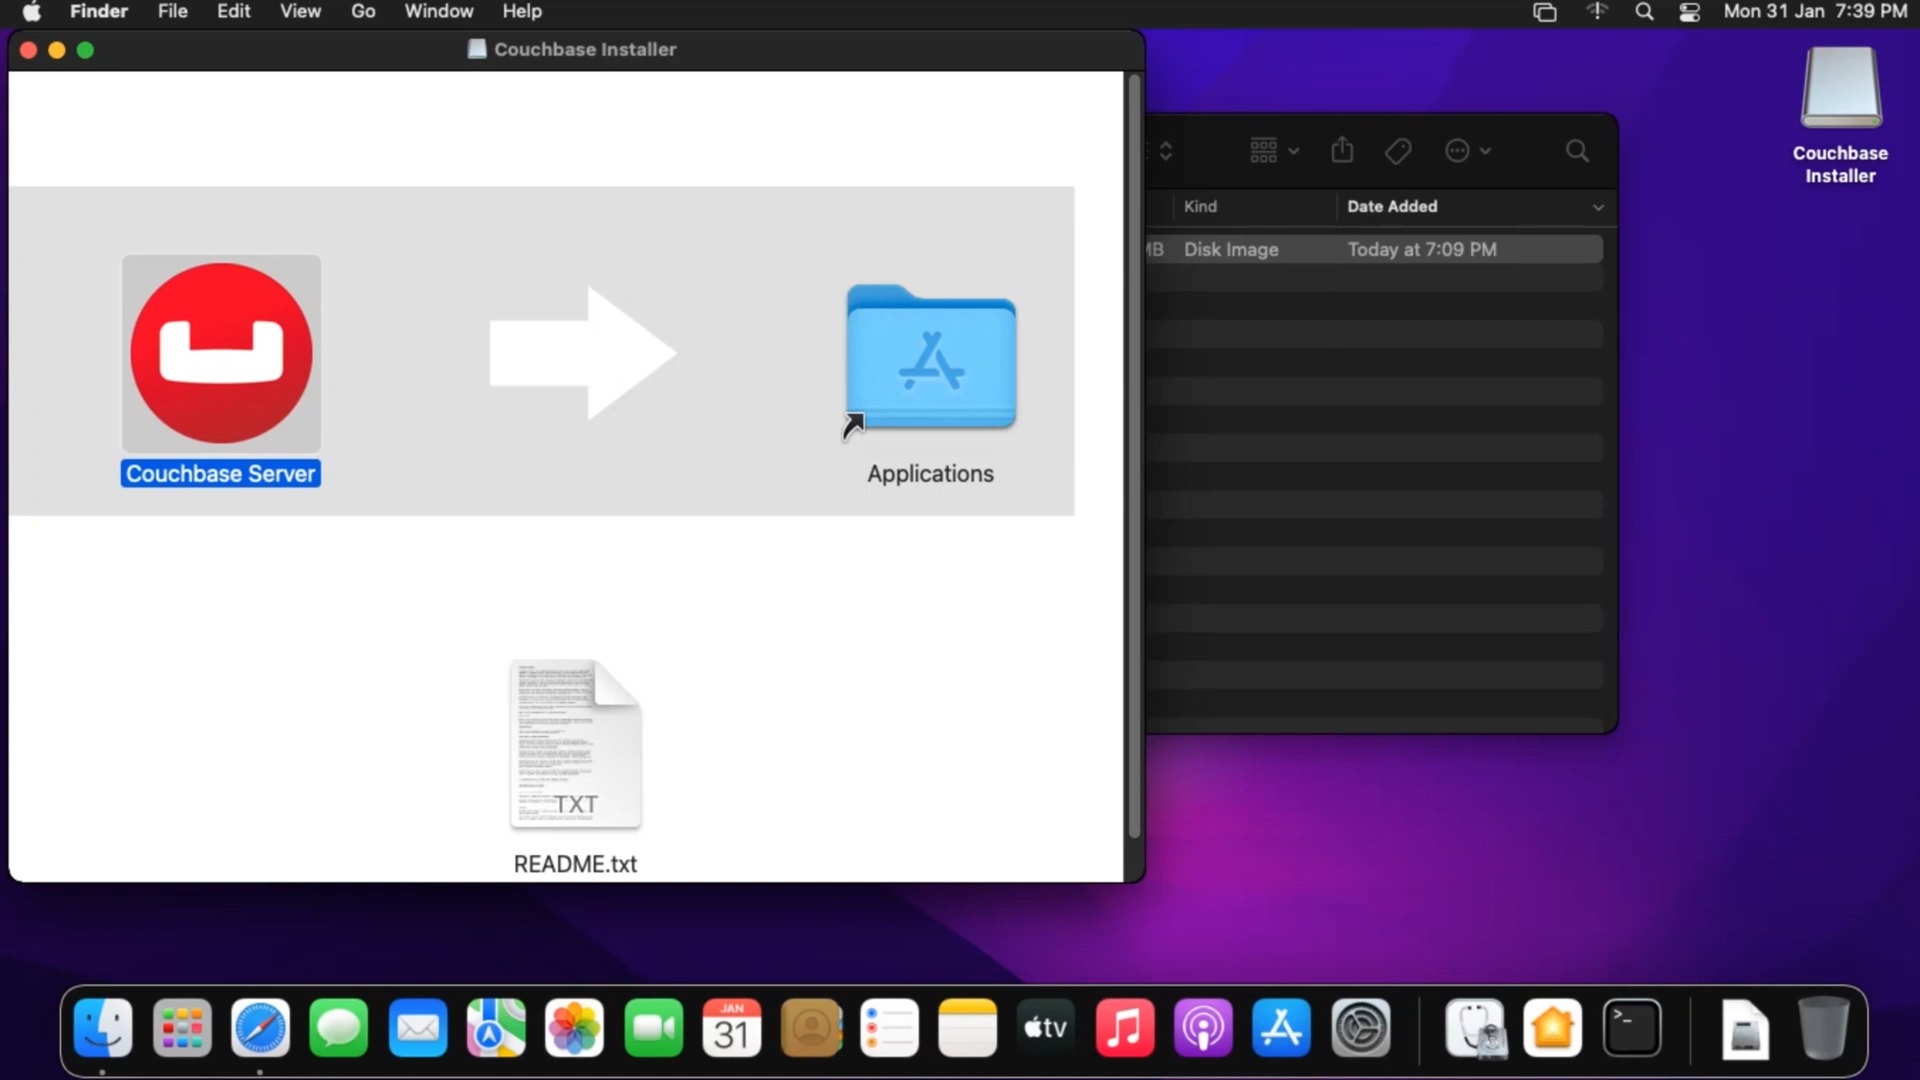 Finder File Edit View Go Window Help
Mon 31 Jan 7:39 PM
Couchbase Installer
Couchbase
Installer
Kind
Date Added
MB Disk Image Today at 7:09 PM
Couchbase Server
Applications
TXT
README.txt
JAN
31
tv
>_